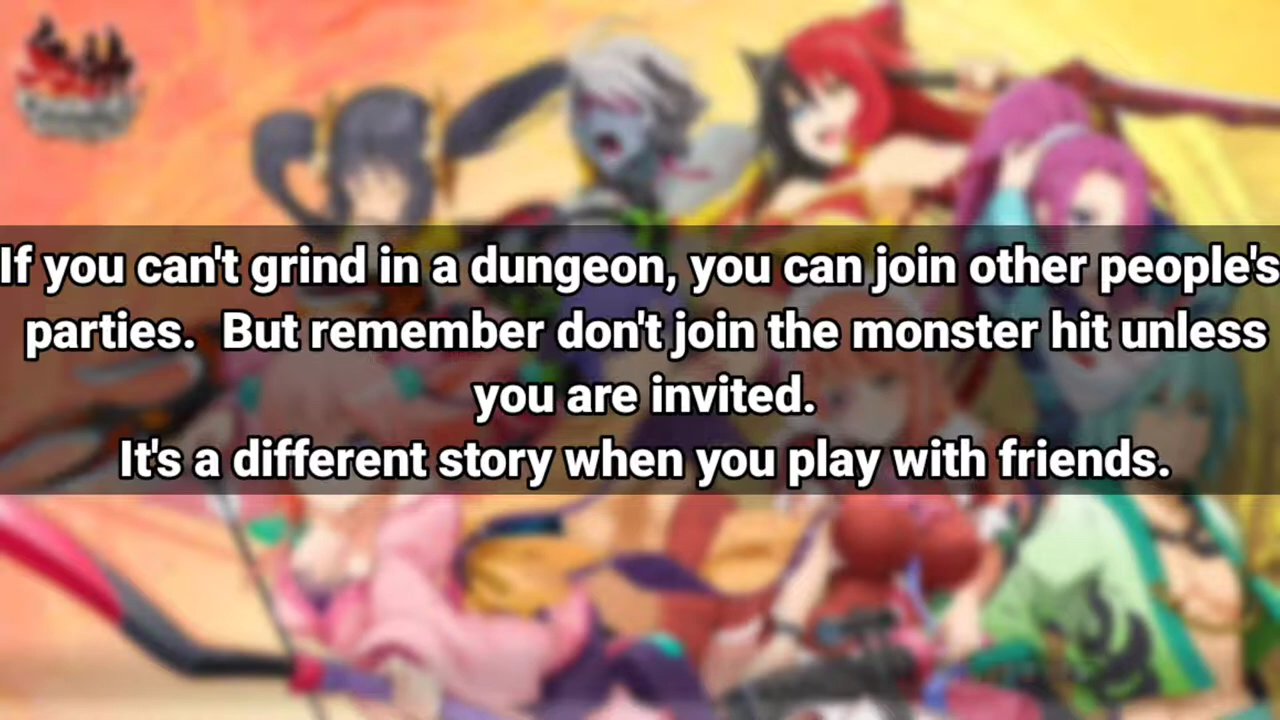 If you can't grind in a dungeon, you can join other people's
parties.  But remember don't join the monster hit unless
you are invited.
It's a different story when you play with friends.